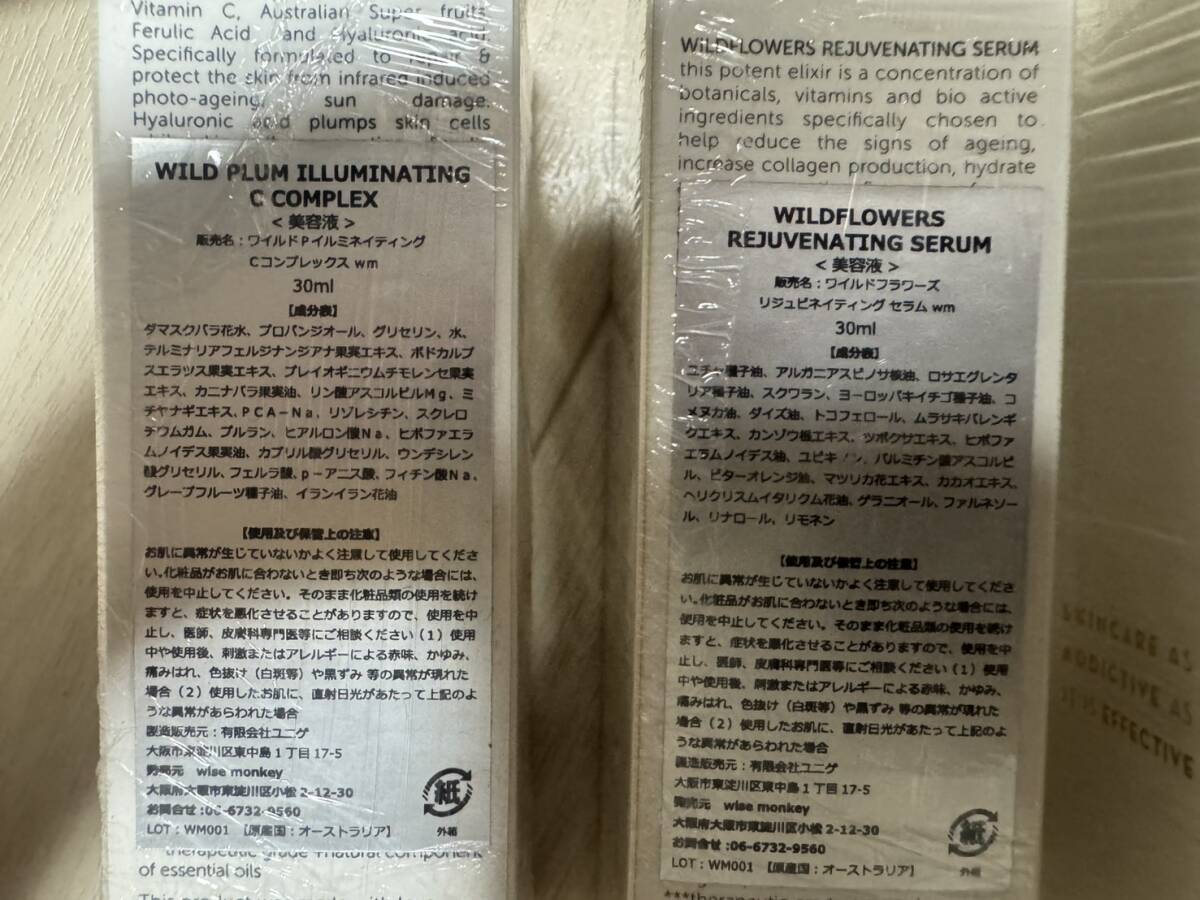 Vitamin C, Australian Super fruits,
Ferulic Acid and Hyaluronic acid.
Specifically formulated to repair &
protect the skin from infrared induced
photo-ageing, sun damage.
Hyaluronic acid plumps skin cells
WILD PLUM ILLUMINATING
C COMPLEX
<美容液>
販売名:ワイルドPイルミネイティング
Cコンプレックス wm
30ml
【成分表】
ダマスクバラ花水、プロパンジオール、グリセリン、水、
テルミナリアフェルジナンジアナ果実エキス、ポドカルプ
スエラツス果実エキス、プレイオギニウムチモレンセ果実
エキス、カニナバラ果実油、リン酸アスコルビルMg、ミ
チヤナギエキス、PCA-Na、リゾレシチン、スクレロ
チウムガム、プルラン、ヒアルロン酸Na、ヒポファエラ
ムノイデス果実油、カプリル酸グリセリル、ウンデシレン
酸グリセリル、フェルラ酸、p-アニス酸、フィチン酸Na、
グレープフルーツ種子油、イランイラン花油
【使用及び保管上の注意】
お肌に異常が生じていないかよく注意して使用してくださ
い。化粧品がお肌に合わないとき即ち次のような場合には、
使用を中止してください。そのまま化粧品類の使用を続け
ますと、症状を悪化させることがありますので、使用を中
止し、医師、皮膚科専門医等にご相談ください(1)使用
中や使用後、刺激またはアレルギーによる赤味、かゆみ、
痛みはれ、色抜け(白斑等)や黒ずみ 等の異常が現れた
場合(2)使用したお肌に、直射日光があたって上記のよ
うな異常があらわれた場合
製造販売元:有限会社ユニゲ
大阪市東淀川区東中島1丁目17-5
発売元 wise monkey
大阪府大阪市東淀川区小松2-12-30
お問合せ:06-6732-9560
LOT:WM001 【原産国:オーストラリア】
紙
外箱
therapeutic grade +natural component
of essential oils
WILDFLOWERS REJUVENATING SERUM
this potent elixir is a concentration of
botanicals, vitamins and bio active
ingredients specifically chosen to
help reduce the signs of ageing,
increase collagen production, hydrate
WILDFLOWERS
REJUVENATING SERUM
<美容液>
販売名:ワイルドフラワーズ
リジュビネイティング セラム wm
30ml
【成分表】
ユチャ種子油、アルガニアスピノサ核油、ロサエグレンタ
リア種子油、スクワラン、ヨーロッパキイチゴ種子油、コ
メヌカ油、ダイズ油、トコフェロール、ムラサキバレンギ
クエキス、カンゾウ根エキス、ツボクサエキス、ヒポファ
エラムノイデス油、ユビキノン、パルミチン酸アスコルビ
ル、ビターオレンジ油、マツリカ花エキス、カカオエキス、
ヘリクリスムイタリクム花油、ゲラニオール、ファルネソー
ル、リナロール、リモネン
【使用及び保管上の注意】
お肌に異常が生じていないかよく注意して使用してくださ
い。化粧品がお肌に合わないとき即ち次のような場合には、
使用を中止してください。そのまま化粧品類の使用を続け
ますと、症状を悪化させることがありますので、使用を中
止し、医師、皮膚科専門医等にご相談ください(1)使用
中や使用後、刺激またはアレルギーによる赤味、かゆみ、
痛みはれ、色抜け(白斑等)や黒ずみ 等の異常が現れた
場合(2)使用したお肌に、直射日光があたって上記のよ
うな異常があらわれた場合
製造販売元:有限会社ユニゲ
大阪市東淀川区東中島1丁目17-5
発売元 wise monkey
大阪府大阪市東淀川区小松2-12-30
お問合せ:06-6732-9560
LOT:WM001 【原産国:オーストラリア】
紙
外箱
SKINCARE AS
ADDICTIVE AS
IT IS EFFECTIVE